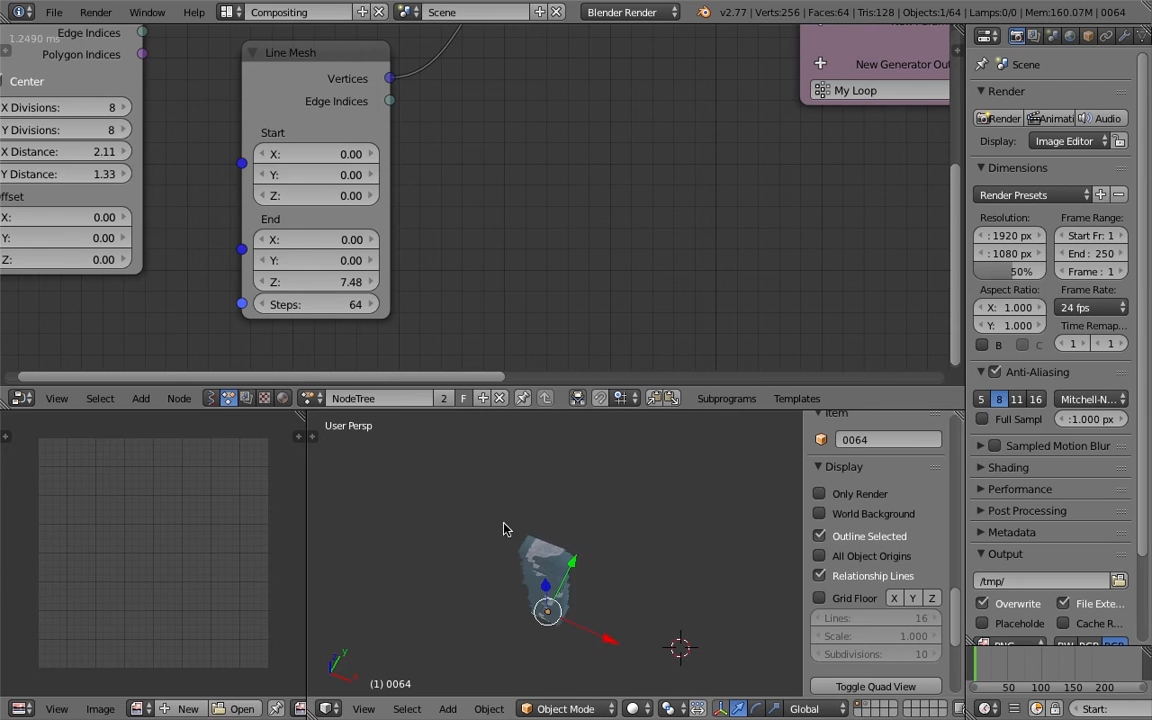 File Render Window Help Compositing Scene Blender Render v2.77 | Verts:256 | Faces:64 | Tris:128 | Objects:1/64 | Lamps:0/0 | Mem:160.07M | 0064
1.2490 ms
Edge Indices
Polygon Indices
Center
X Divisions: 8
Y Divisions: 8
X Distance: 2.11
Y Distance: 1.33
ffset
X: 0.00
Y: 0.00
Z: 0.00
Line Mesh
Vertices
Edge Indices
Start
X: 0.00
Y: 0.00
Z: 0.00
End
X: 0.00
Y: 0.00
Z: 7.48
Steps: 64
New Generator Out
My Loop
View Select Add Node NodeTree 2 F Subprograms Templates
User Persp
(1) 0064
z y x
Item
0064
Display
Only Render
World Background
Outline Selected
All Object Origins
Relationship Lines
Grid Floor X Y Z
Lines: 16
Scale: 1.000
Subdivisions: 10
Toggle Quad View
View Image New Open
View Select Add Object Object Mode Global
Scene
Render
Render Animati Audio
Display: Image Editor
Dimensions
Render Presets
Resolution: Frame Range:
: 1920 px Start Fr: 1
: 1080 px End : 250
50% Frame : 1
Aspect Ratio: Frame Rate:
X: 1.000 24 fps
Y: 1.000 Time Remap...
B C 1 1
Anti-Aliasing
5 8 11 16 Mitchell-N...
Full Sampl :1.000 px
Sampled Motion Blur
Shading
Performance
Post Processing
Metadata
Output
/tmp/
Overwrite File Exte...
Placeholde Cache R...
50 100 150 200
Start: